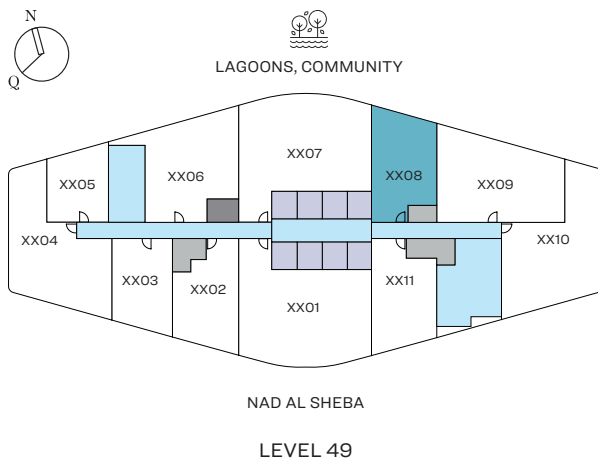 N
Q
LAGOONS, COMMUNITY
XX07
XX05
XX06
XX08
XX09
XX04
XX10
XX03
XX02
XX01
XX11
NAD AL SHEBA
LEVEL 49